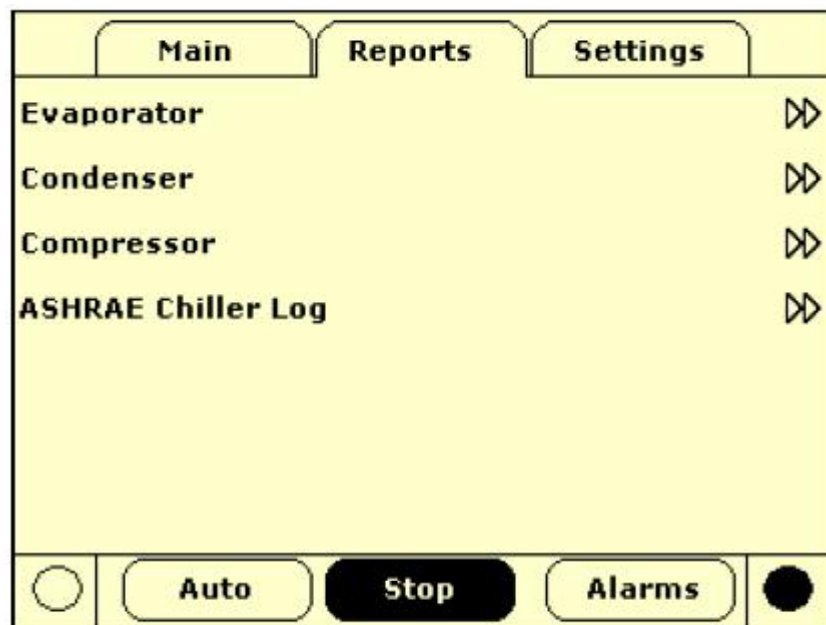 Main Reports Settings
Evaporator
Condenser
Compressor
ASHRAE Chiller Log
Auto Stop Alarms